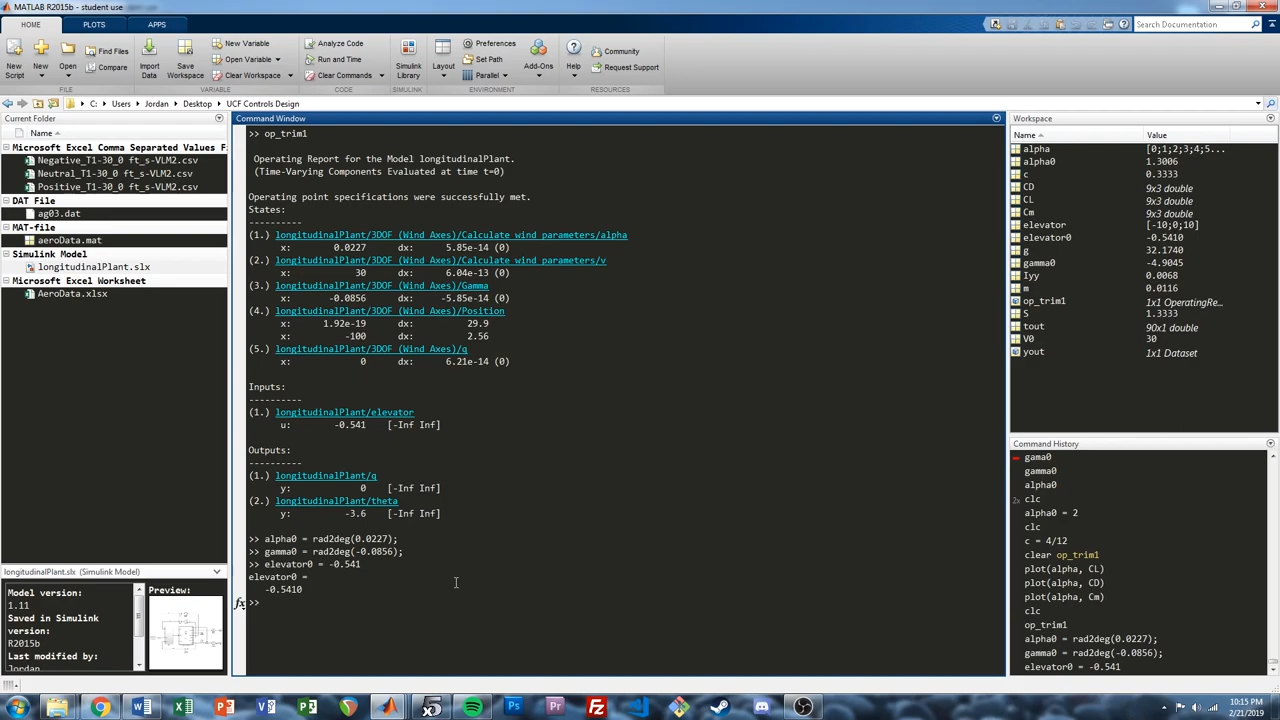 MATLAB R2015b - student use
HOME
PLOTS
APPS
Search Documentation
New Script
New
Open
Find Files
Compare
Import Data
Save Workspace
New Variable
Open Variable
Clear Workspace
Analyze Code
Run and Time
Clear Commands
Simulink Library
Layout
Preferences
Set Path
Parallel
Add-Ons
Help
Community
Request Support
FILE
VARIABLE
CODE
SIMULINK
ENVIRONMENT
RESOURCES
C: Users Jordan Desktop UCF Controls Design
Current Folder
Name
Microsoft Excel Comma Separated Values F
Negative_T1-30_0 ft_s-VLM2.csv
Neutral_T1-30_0 ft_s-VLM2.csv
Positive_T1-30_0 ft_s-VLM2.csv
DAT File
ag03.dat
MAT-file
aeroData.mat
Simulink Model
longitudinalPlant.slx
Microsoft Excel Worksheet
AeroData.xlsx
longitudinalPlant.slx (Simulink Model)
Model version:
1.11
Saved in Simulink
version:
R2015b
Last modified by:
Jordan
Preview:
Command Window
>> op_trim1
Operating Report for the Model longitudinalPlant.
(Time-Varying Components Evaluated at time t=0)
Operating point specifications were successfully met.
States:
----------
(1.) longitudinalPlant/3DOF (Wind Axes)/Calculate wind parameters/alpha
x: 0.0227 dx: 5.85e-14 (0)
(2.) longitudinalPlant/3DOF (Wind Axes)/Calculate wind parameters/v
x: 30 dx: 6.04e-13 (0)
(3.) longitudinalPlant/3DOF (Wind Axes)/Gamma
x: -0.0856 dx: -5.85e-14 (0)
(4.) longitudinalPlant/3DOF (Wind Axes)/Position
x: 1.92e-19 dx: 29.9
x: -100 dx: 2.56
(5.) longitudinalPlant/3DOF (Wind Axes)/q
x: 0 dx: 6.21e-14 (0)
Inputs:
----------
(1.) longitudinalPlant/elevator
u: -0.541 [-Inf Inf]
Outputs:
----------
(1.) longitudinalPlant/q
y: 0 [-Inf Inf]
(2.) longitudinalPlant/theta
y: -3.6 [-Inf Inf]
>> alpha0 = rad2deg(0.0227);
>> gamma0 = rad2deg(-0.0856);
>> elevator0 = -0.541
elevator0 =
-0.5410
fx >>
Workspace
Name Value
alpha [0;1;2;3;4;5...
alpha0 1.3006
c 0.3333
CD 9x3 double
CL 9x3 double
Cm 9x3 double
elevator [-10;0;10]
elevator0 -0.5410
g 32.1740
gamma0 -4.9045
Iyy 0.0068
m 0.0116
op_trim1 1x1 OperatingRe...
S 1.3333
tout 90x1 double
V0 30
yout 1x1 Dataset
Command History
gama0
gamma0
alpha0
2x clc
alpha0 = 2
clc
c = 4/12
clear op_trim1
plot(alpha, CL)
plot(alpha, CD)
plot(alpha, Cm)
clc
op_trim1
alpha0 = rad2deg(0.0227);
gamma0 = rad2deg(-0.0856);
elevator0 = -0.541
10:15 PM
2/21/2019